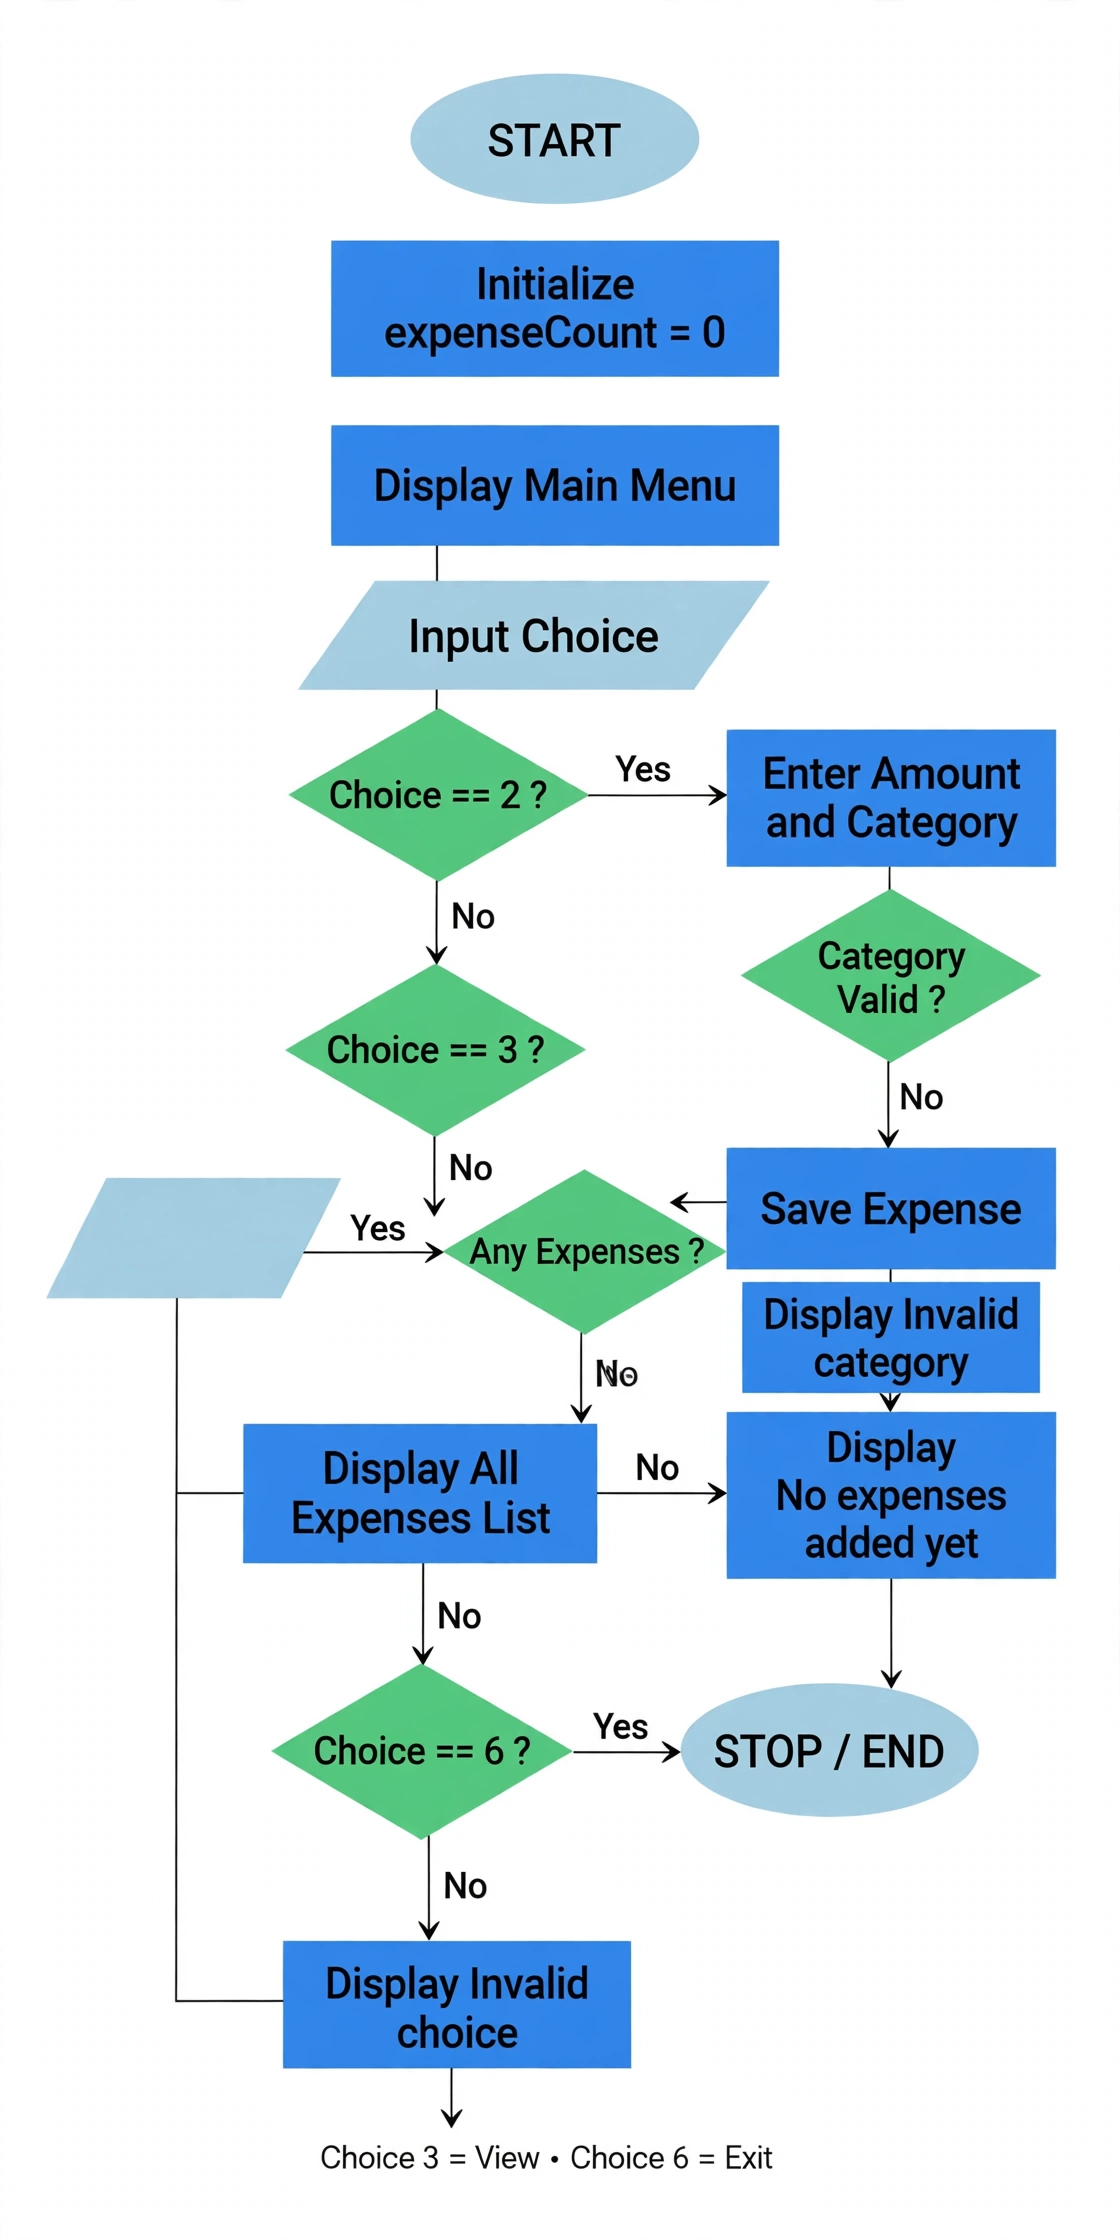 START
Initialize
expenseCount = 0
Display Main Menu
Input Choice
Choice == 2 ?
Yes
Enter Amount
and Category
No
Category
Valid ?
Choice == 3 ?
No
No
Yes
Any Expenses ?
Save Expense
Display Invalid
category
No
Display All
Expenses List
No
Display
No expenses
added yet
No
Choice == 6 ?
Yes
STOP / END
No
Display Invalid
choice
Choice 3 = View • Choice 6 = Exit